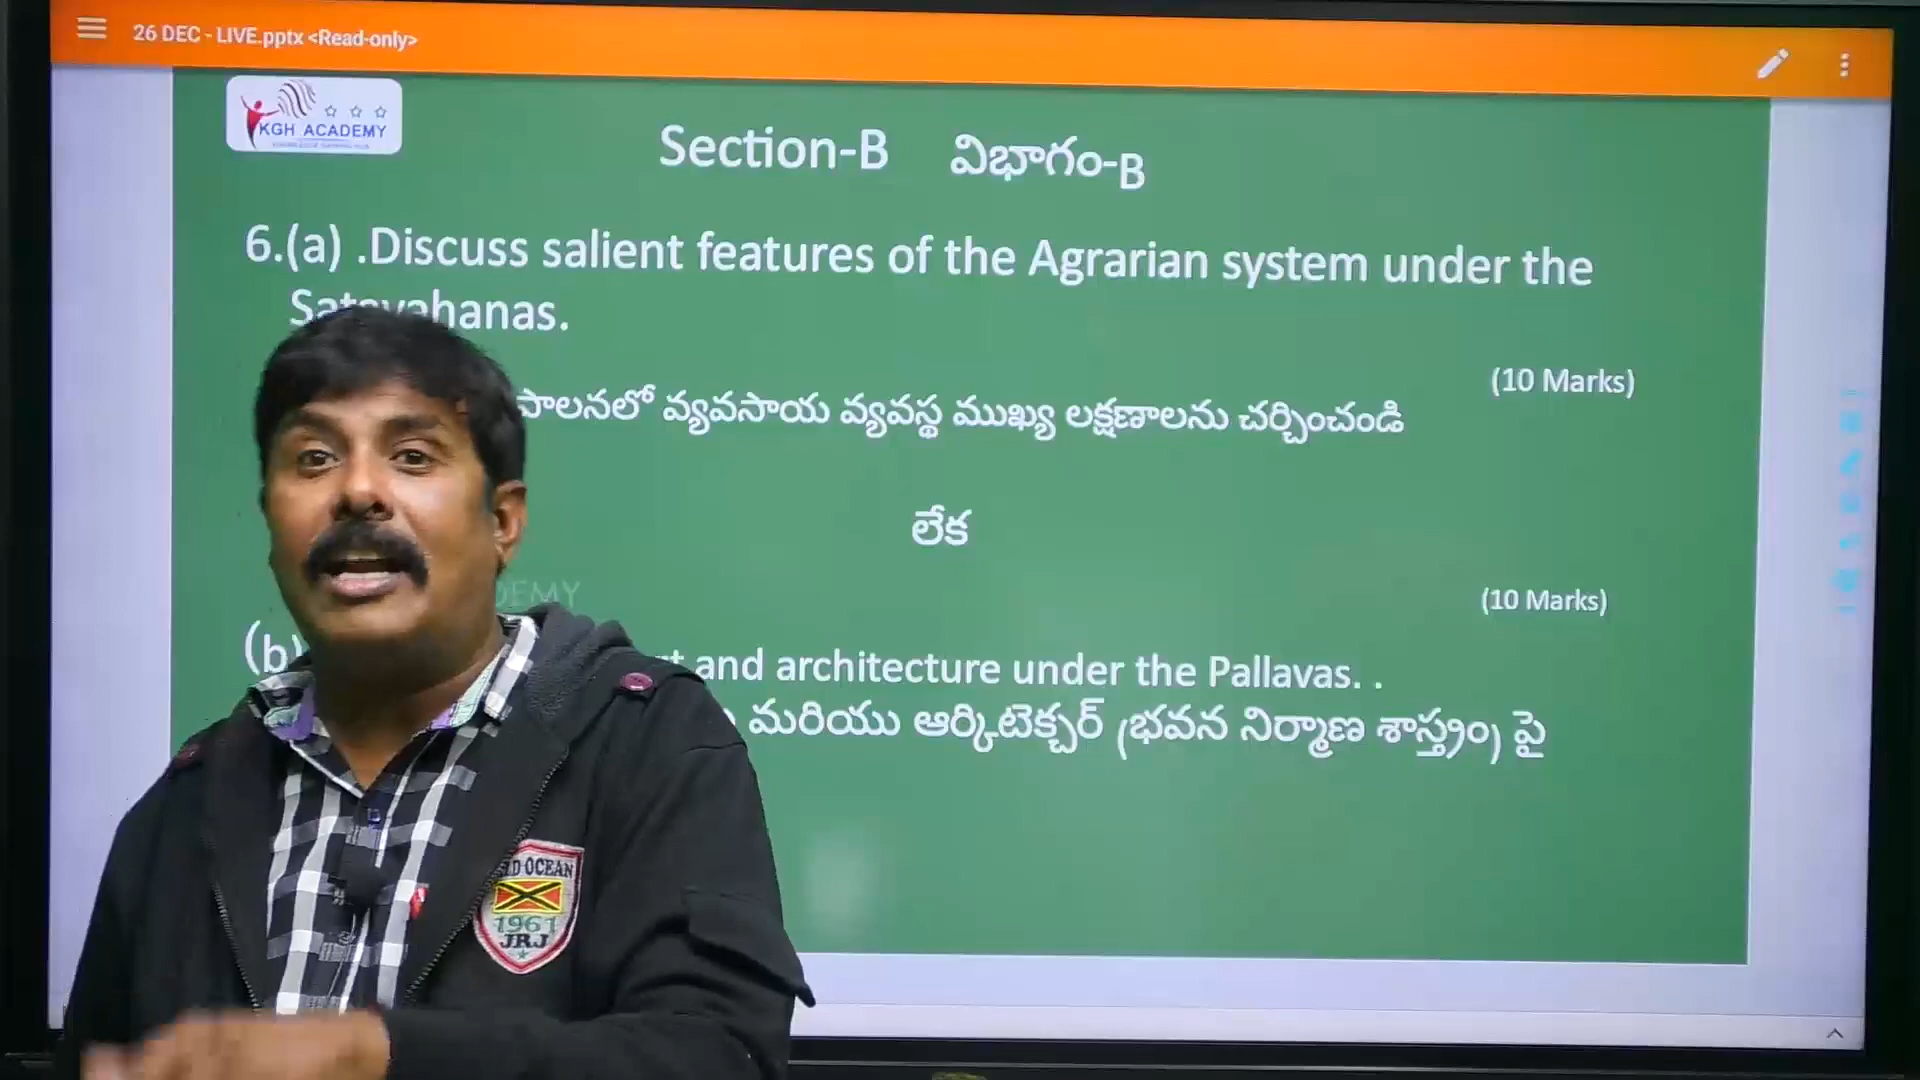 26 DEC - LIVE.pptx <Read-only>
KGH ACADEMY
Section-B విభాగం-B
6.(a) .Discuss salient features of the Agrarian system under the
Satavahanas.
(10 Marks)
పాలనలో వ్యవసాయ వ్యవస్థ ముఖ్య లక్షణాలను చర్చించండి
లేక
(10 Marks)
(b) and architecture under the Pallavas. .
మరియు ఆర్కిటెక్చర్ (భవన నిర్మాణ శాస్త్రం) పై
OCEAN
1961
JRJ